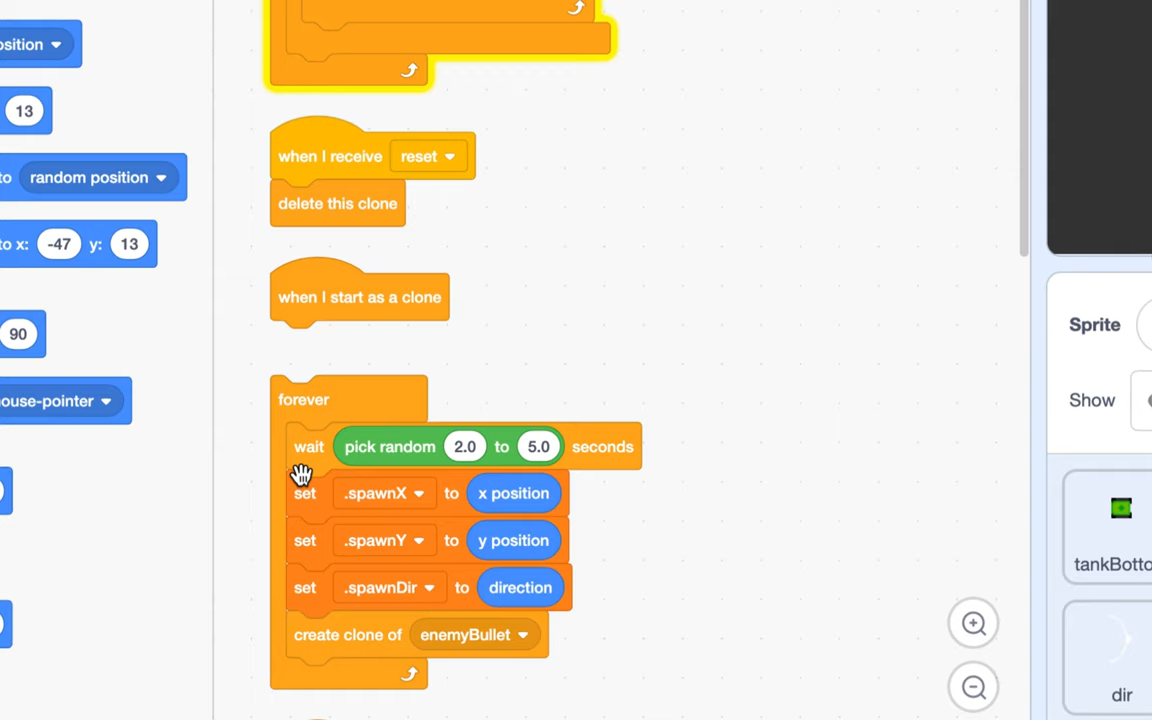 osition
13
when I receive reset
to random position
delete this clone
to x: -47 y: 13
when I start as a clone
Sprite
90
ouse-pointer
Show
forever
wait pick random 2.0 to 5.0 seconds
set .spawnX to x position
set .spawnY to y position
tankBotto
set .spawnDir to direction
create clone of enemyBullet
dir